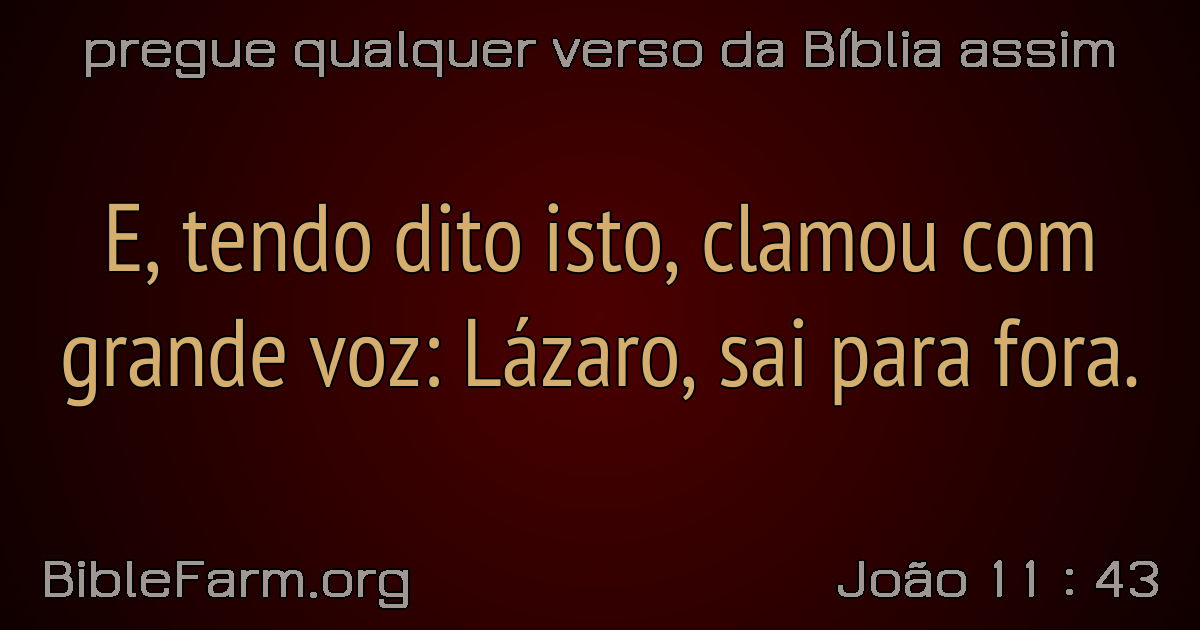 pregue qualquer verso da Bíblia assim
E, tendo dito isto, clamou com
grande voz: Lázaro, sai para fora.
BibleFarm.org
João 11 : 43